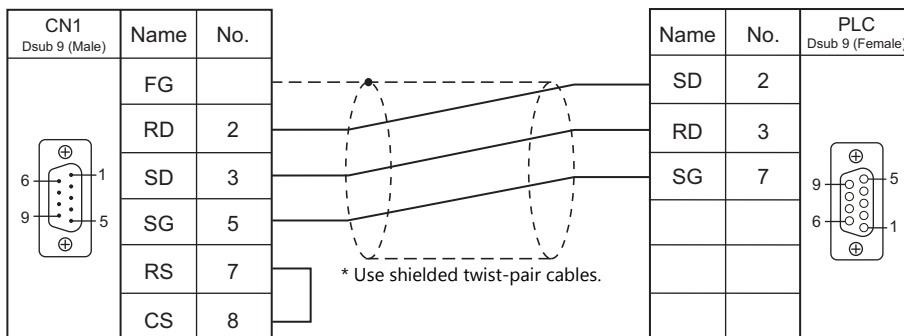 CN1
Dsub 9 (Male)
Name No.
FG
RD 2
SD 3
SG 5
RS 7
CS 8
6
9
1
5
* Use shielded twist-pair cables.
Name No.
SD 2
RD 3
SG 7
PLC
Dsub 9 (Female)
9
6
5
1